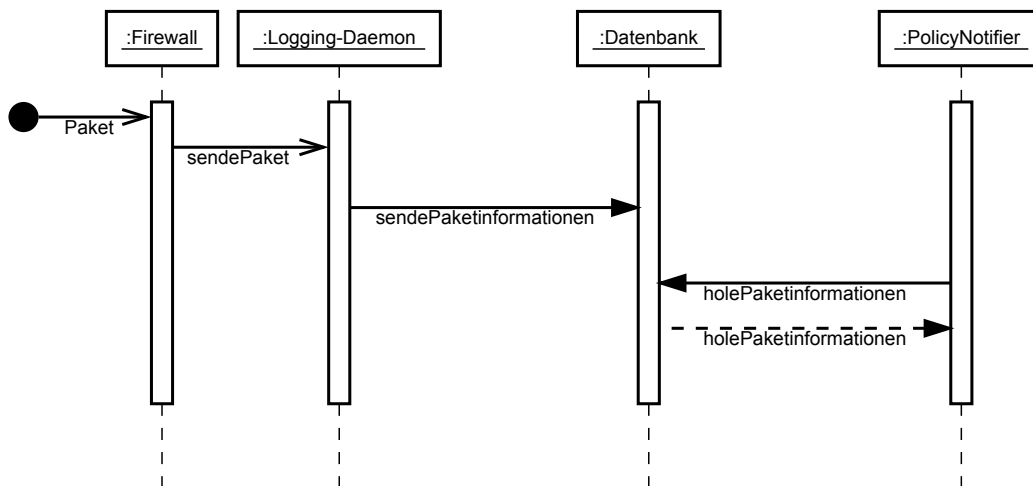 :Firewall
:Logging-Daemon
:Datenbank
:PolicyNotifier
Paket
sendePaket
sendePaketinformationen
holePaketinformationen
holePaketinformationen